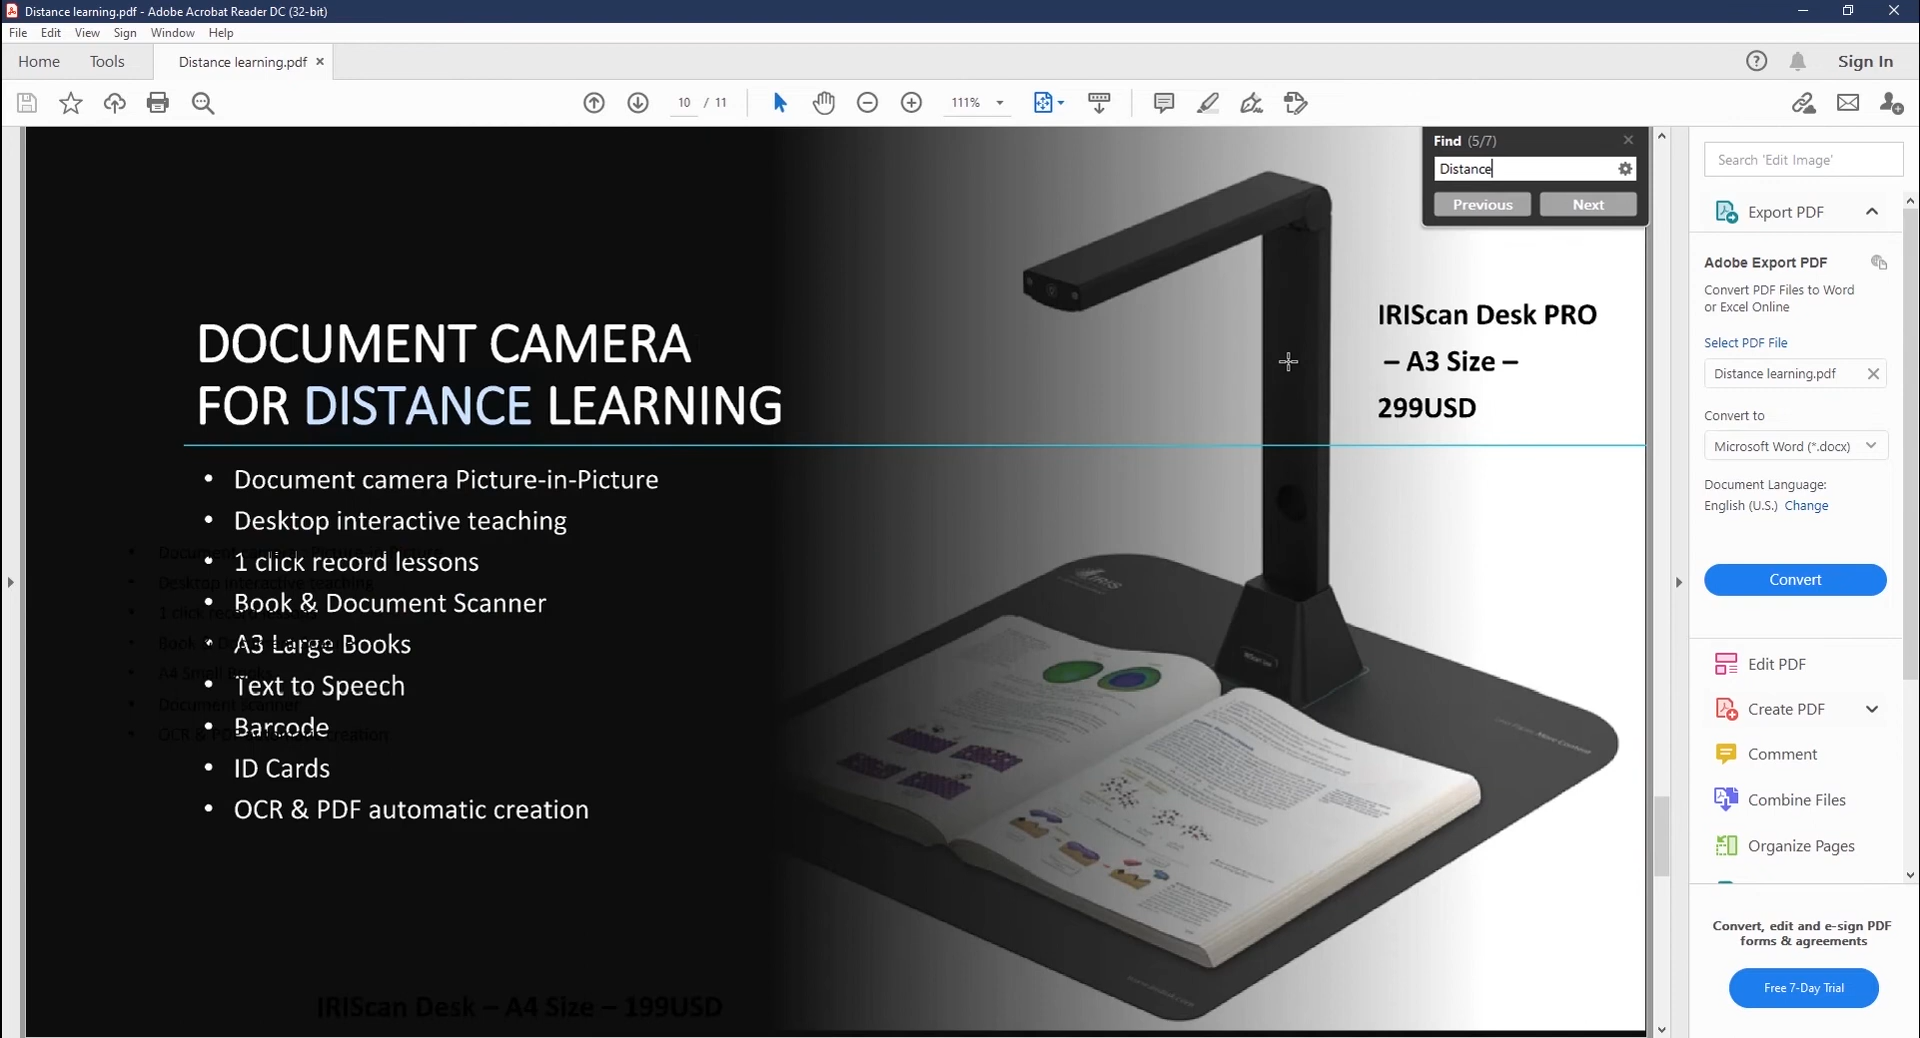 Distance learning.pdf - Adobe Acrobat Reader DC (32-bit)
File Edit View Sign Window Help
Home Tools Distance learning.pdf × Sign In
10 / 11 111%
Find (5/7)
Distance
Previous Next
DOCUMENT CAMERA
FOR DISTANCE LEARNING
IRIScan Desk PRO
– A3 Size –
299USD
• Document camera Picture-in-Picture
• Desktop interactive teaching
• 1 click record lessons
• Book & Document Scanner
• A3 Large Books
• Text to Speech
• Barcode
• ID Cards
• OCR & PDF automatic creation
• Desktop interactive teaching
• Document scanner
IRIScan Desk – A4 Size – 199USD
IRIS
Search 'Edit Image'
Export PDF
Adobe Export PDF
Convert PDF Files to Word
or Excel Online
Select PDF File
Distance learning.pdf
Convert to
Microsoft Word (*.docx)
Document Language:
English (U.S.) Change
Convert
Edit PDF
Create PDF
Comment
Combine Files
Organize Pages
Convert, edit and e-sign PDF
forms & agreements
Free 7-Day Trial